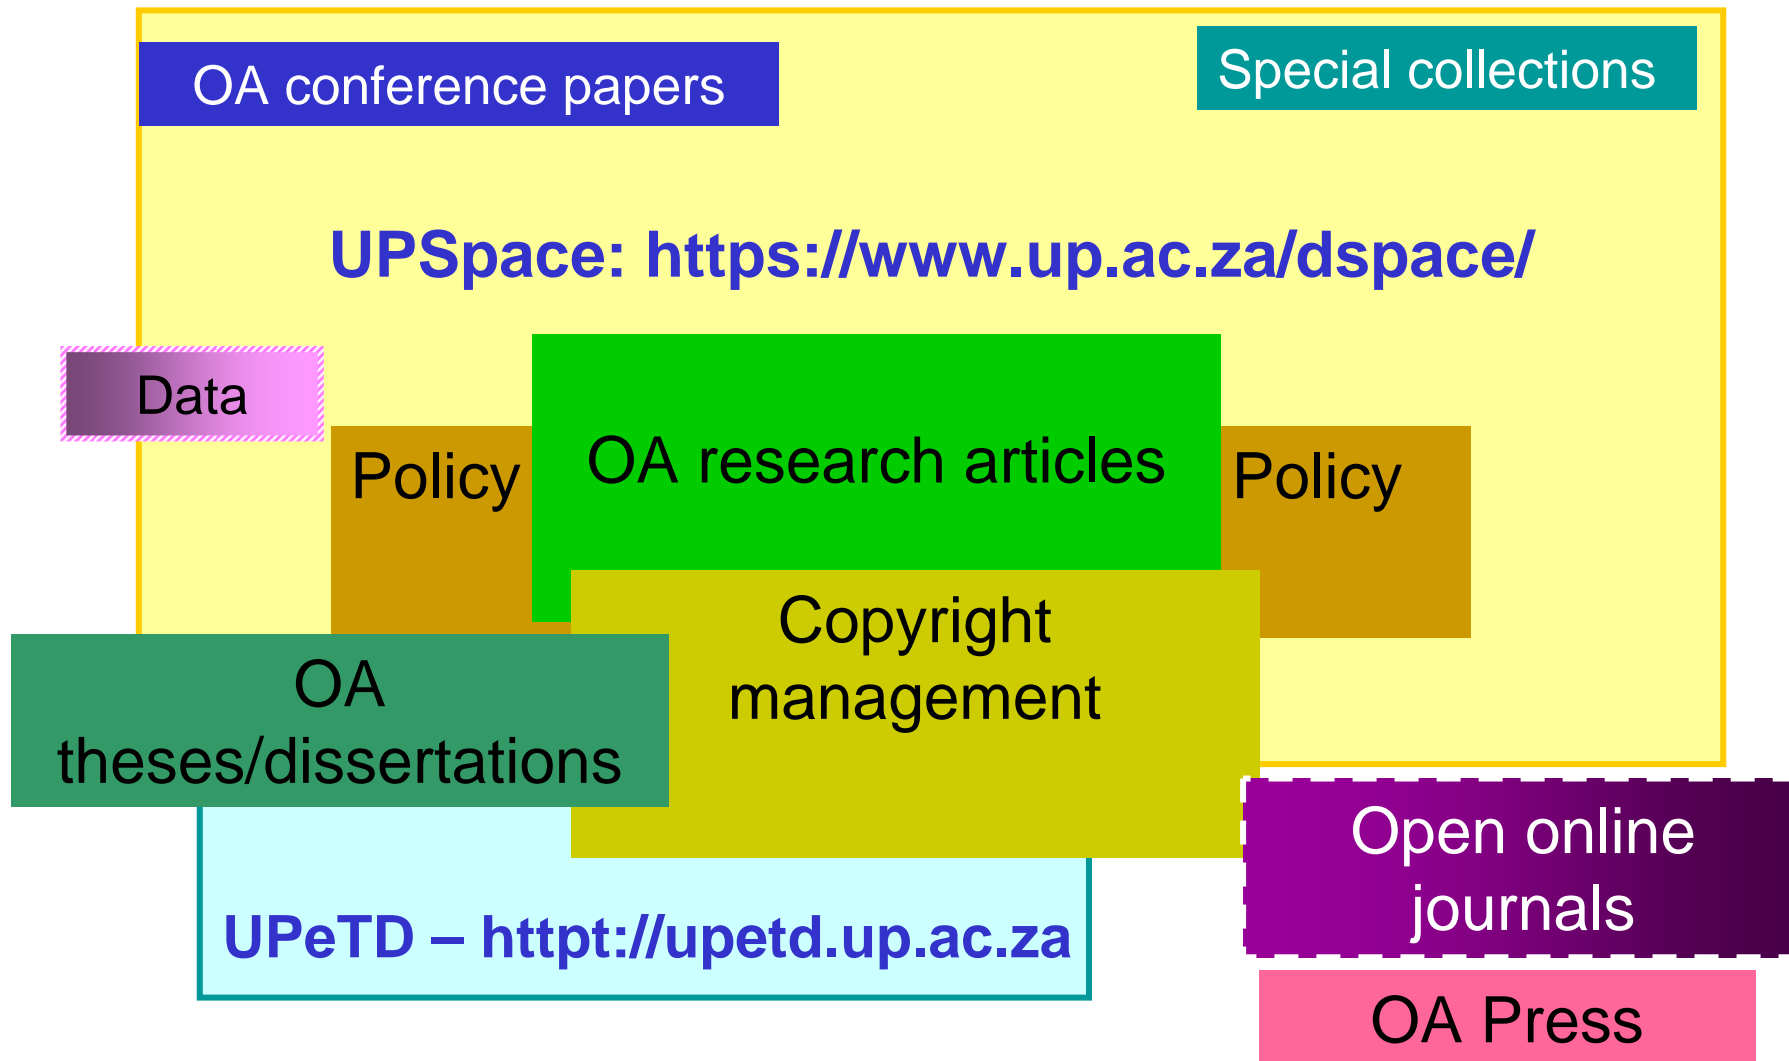 OA conference papers
Special collections
UPSpace: https://www.up.ac.za/dspace/
Data
Policy
OA research articles
Policy
Copyright
management
OA
theses/dissertations
Open online
journals
UPeTD – httpt://upetd.up.ac.za
OA Press